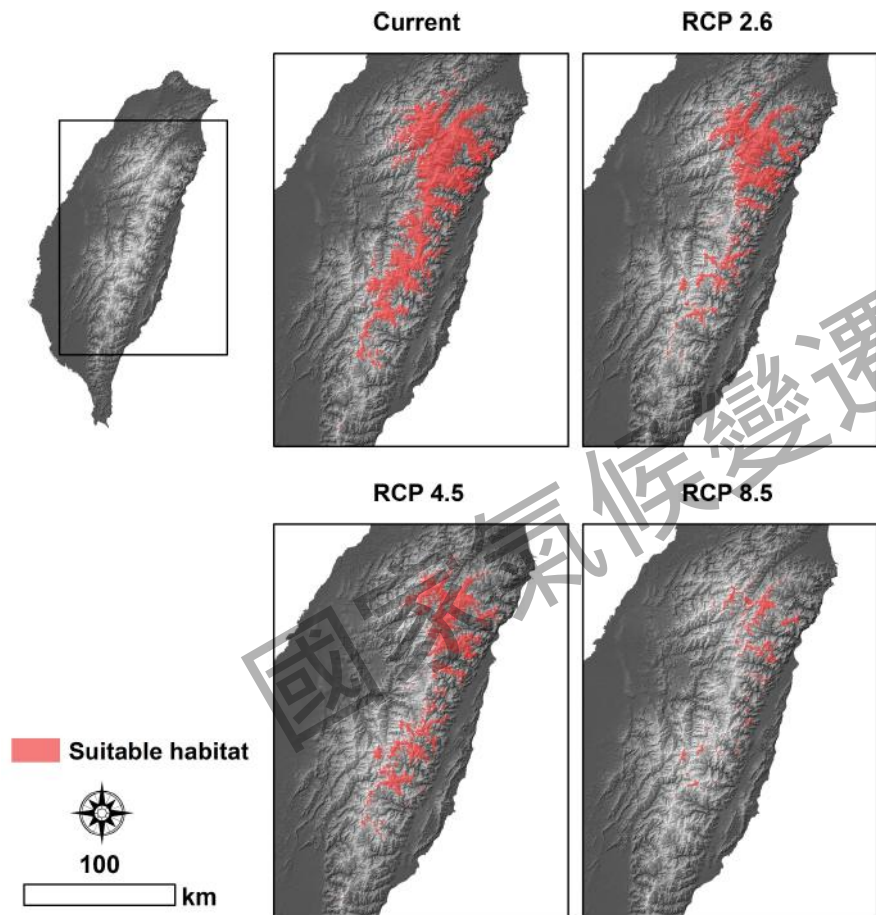 Current
RCP 2.6
RCP 4.5
RCP 8.5
Suitable habitat
100
km
國家氣候變遷